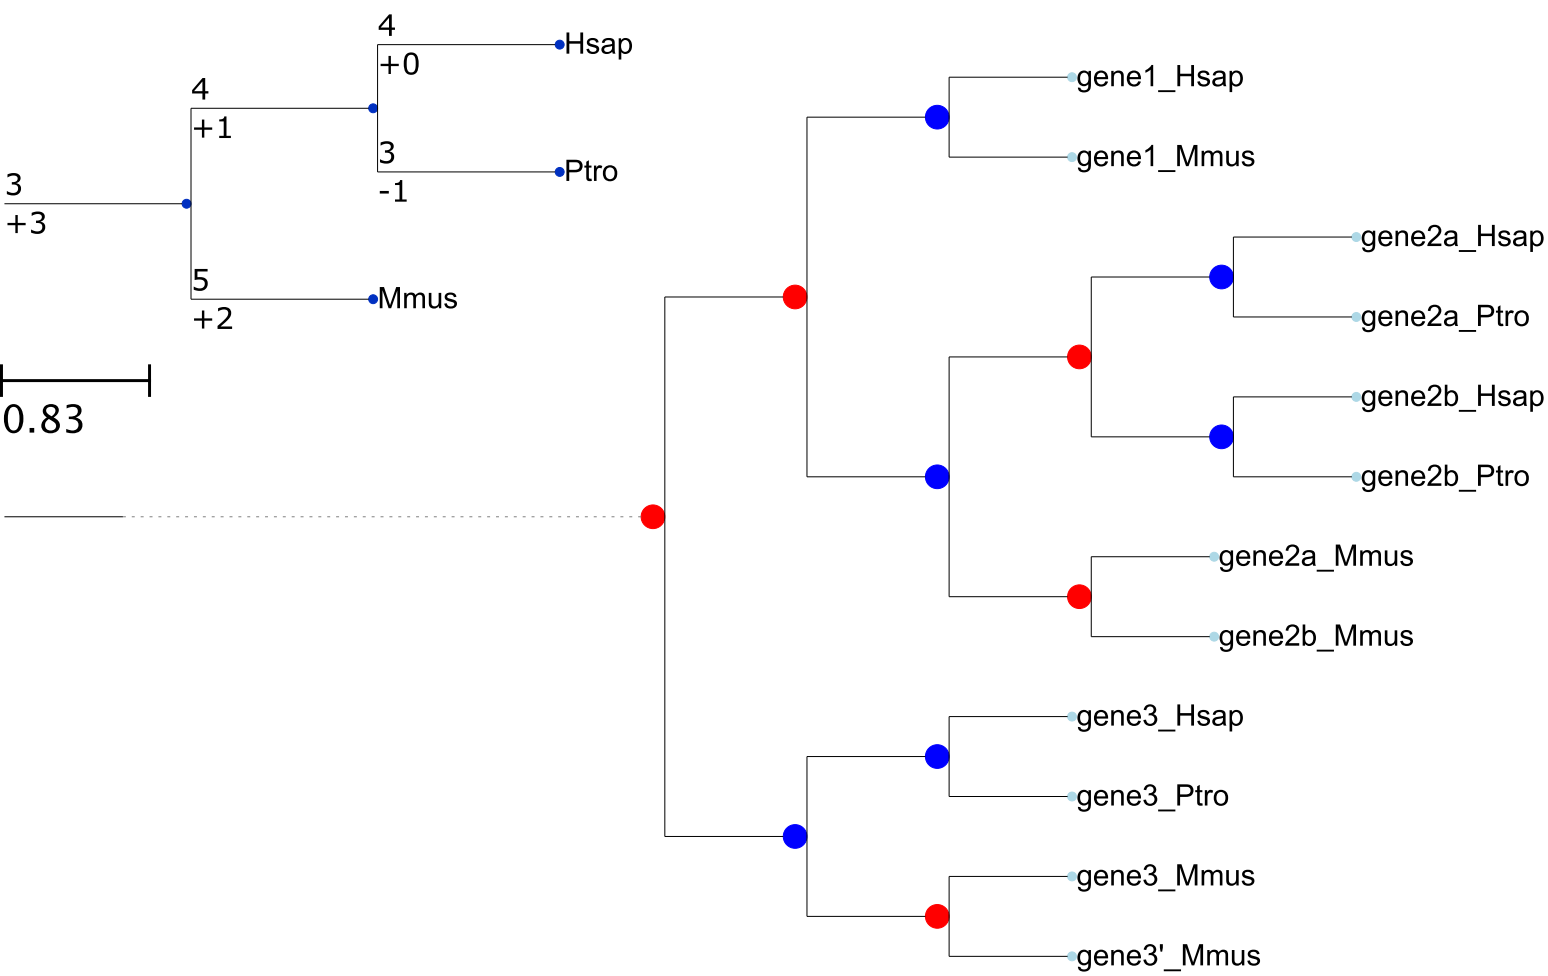 4
+0
Hsap
4
+1
3
-1
Ptro
3
+3
5
+2
Mmus
0.83
gene1_Hsap
gene1_Mmus
gene2a_Hsap
gene2a_Ptro
gene2b_Hsap
gene2b_Ptro
gene2a_Mmus
gene2b_Mmus
gene3_Hsap
gene3_Ptro
gene3_Mmus
gene3'_Mmus